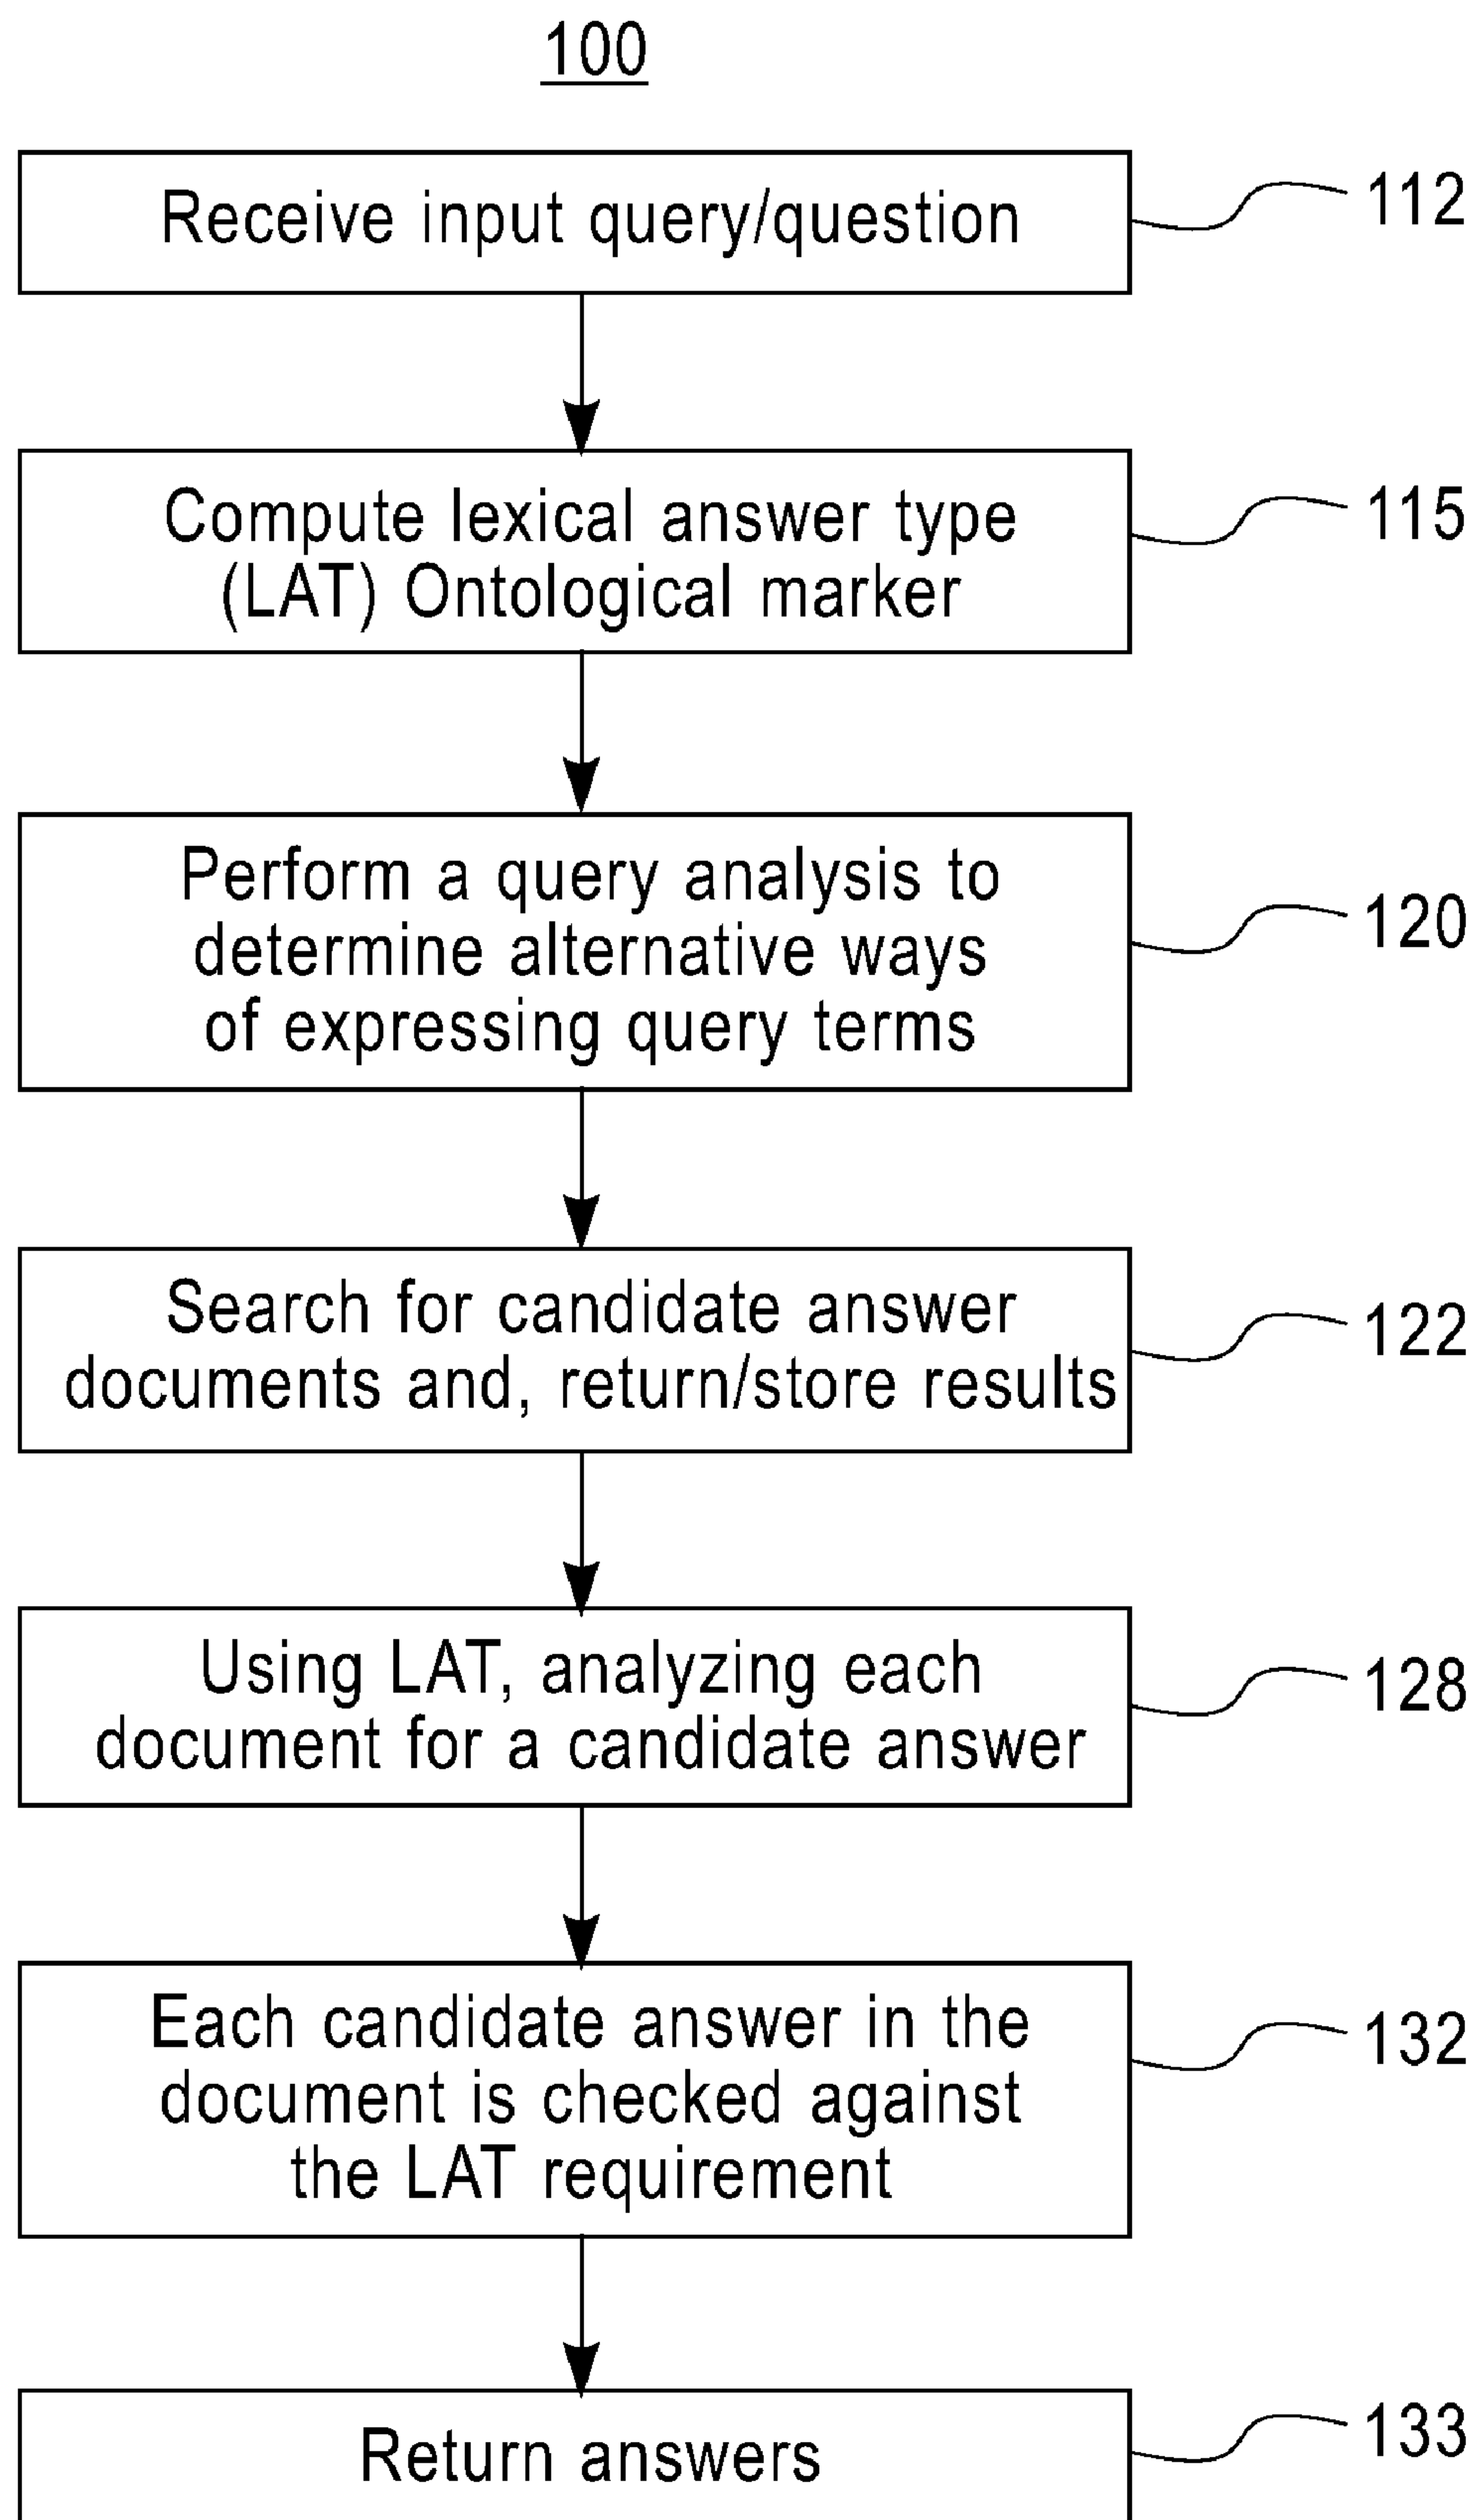 100
Receive input query/question
112
Compute lexical answer type
(LAT) Ontological marker
115
Perform a query analysis to
determine alternative ways
of expressing query terms
120
Search for candidate answer
documents and, return/store results
122
Using LAT, analyzing each
document for a candidate answer
128
Each candidate answer in the
document is checked against
the LAT requirement
132
Return answers
133